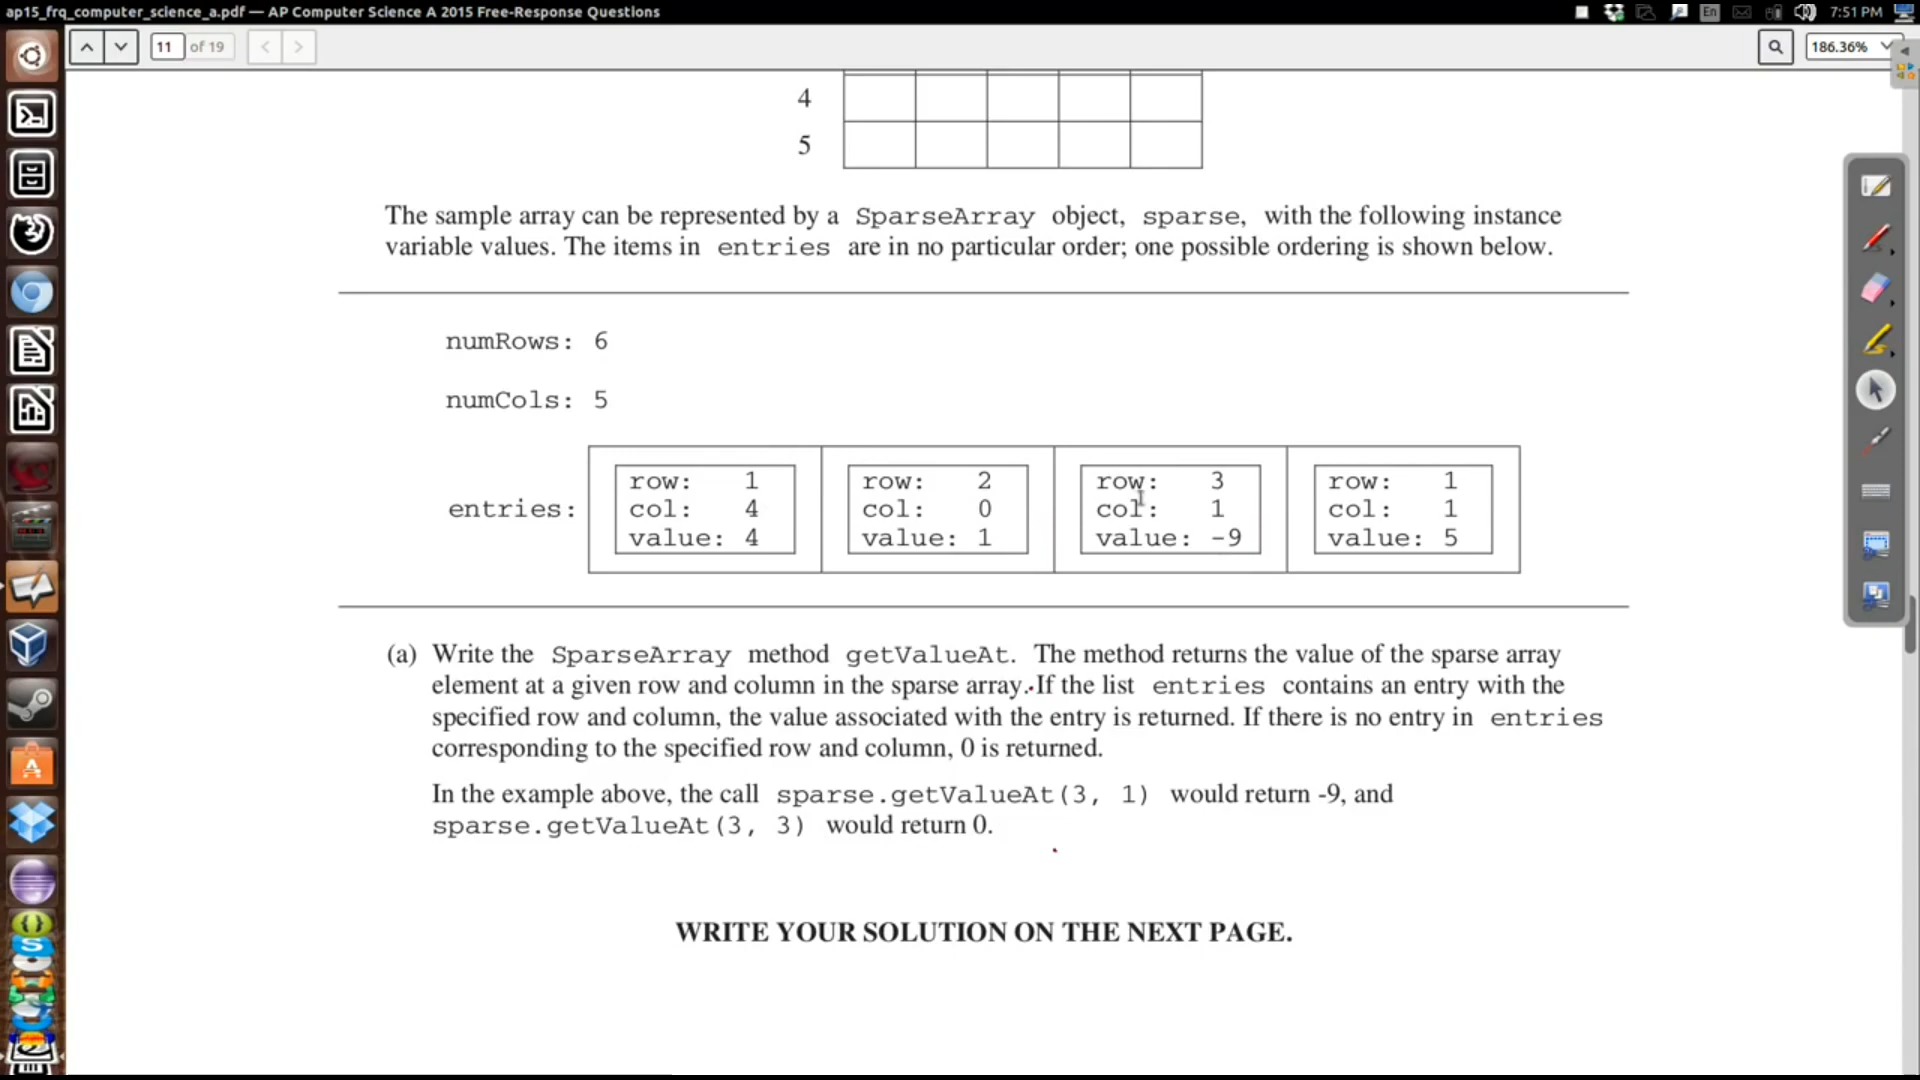 ap15_frq_computer_science_a.pdf — AP Computer Science A 2015 Free-Response Questions
En
7:51 PM
11 of 19
186.36%
4
5
The sample array can be represented by a SparseArray object, sparse, with the following instance
variable values. The items in entries are in no particular order; one possible ordering is shown below.
numRows: 6
numCols: 5
entries:
row: 1
col: 4
value: 4
row: 2
col: 0
value: 1
row: 3
col: 1
value: -9
row: 1
col: 1
value: 5
(a) Write the SparseArray method getValueAt. The method returns the value of the sparse array
element at a given row and column in the sparse array. If the list entries contains an entry with the
specified row and column, the value associated with the entry is returned. If there is no entry in entries
corresponding to the specified row and column, 0 is returned.
In the example above, the call sparse.getValueAt(3, 1) would return -9, and
sparse.getValueAt(3, 3) would return 0.
WRITE YOUR SOLUTION ON THE NEXT PAGE.